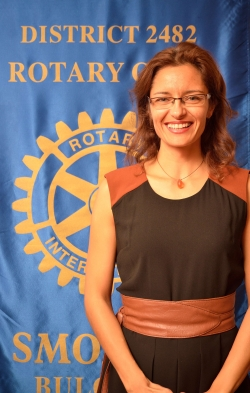 DISTRICT 2482
ROTARY
ROTARY
INTER
SMO
BUL